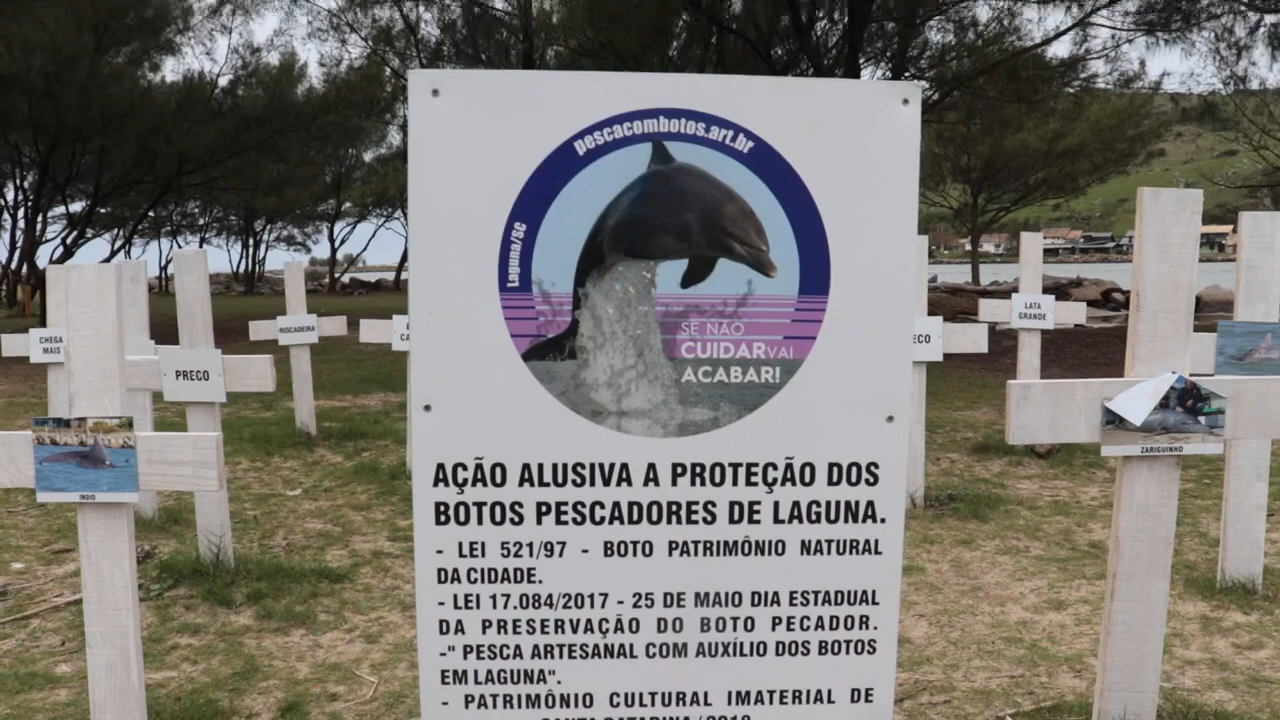 pescacombotos.art.br
Laguna/SC
SE NÃO
CUIDAR VAI
ACABAR!
AÇÃO ALUSIVA A PROTEÇÃO DOS
BOTOS PESCADORES DE LAGUNA.
- LEI 521/97 - BOTO PATRIMÔNIO NATURAL
DA CIDADE.
- LEI 17.084/2017 - 25 DE MAIO DIA ESTADUAL
DA PRESERVAÇÃO DO BOTO PECADOR.
-" PESCA ARTESANAL COM AUXÍLIO DOS BOTOS
EM LAGUNA".
- PATRIMÔNIO CULTURAL IMATERIAL DE
CHEGA
MAIS
PRECO
RISCADEIRA
INDIO
ECO
LATA
GRANDE
ZARIGUINHO